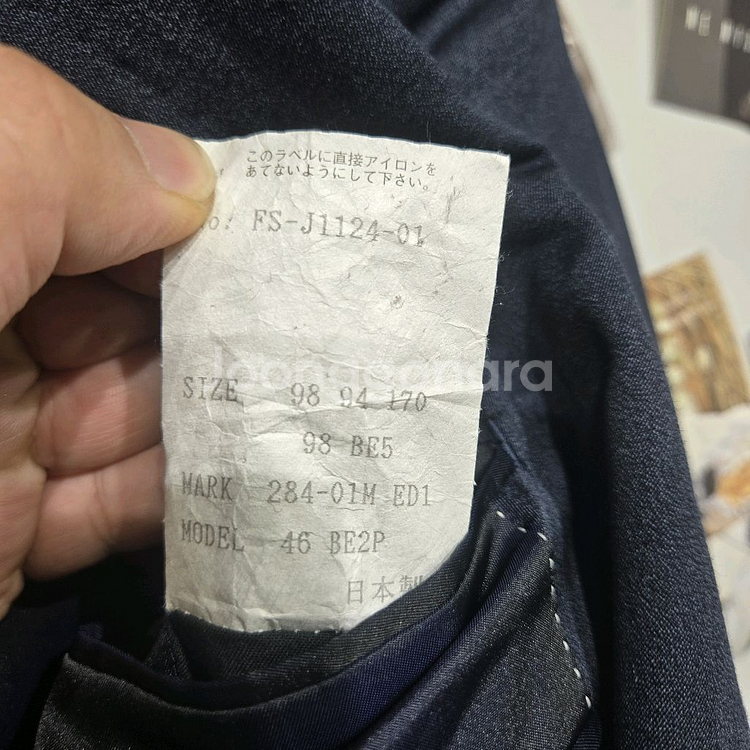 このラベルに直接アイロンを
あてないようにして下さい。
No: FS-J1124-01
SIZE 98 94 170
98 BE5
MARK 284-01M ED1
MODEL 46 BE2P
日本製
joongonara